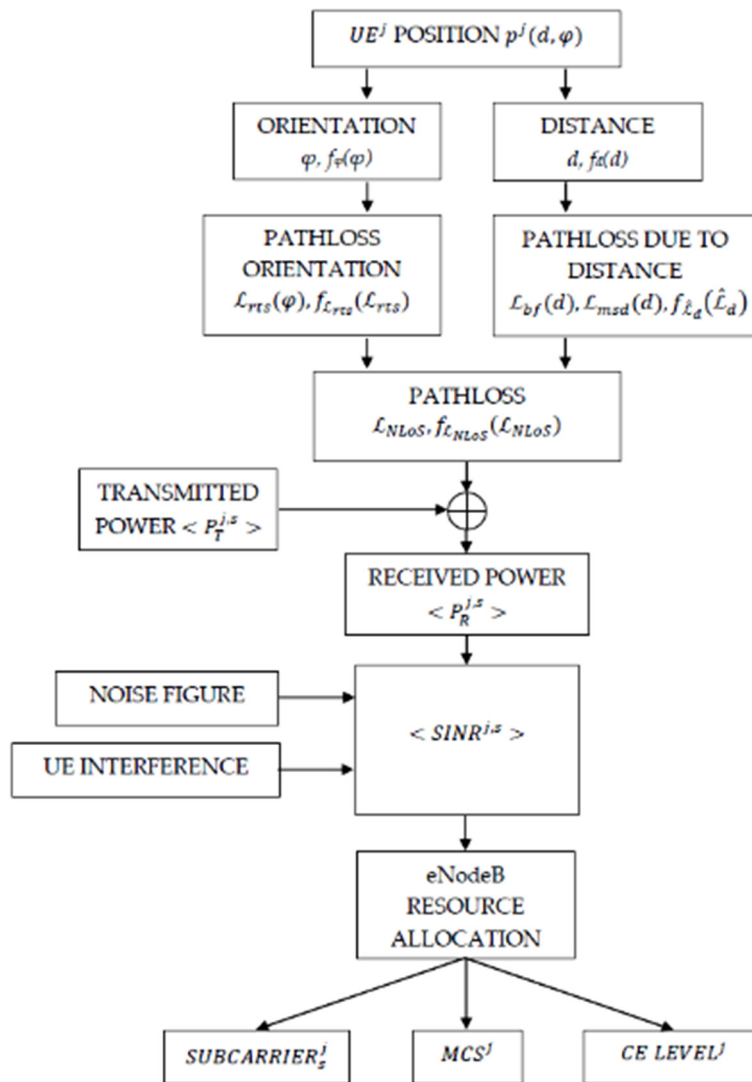 UEʲ POSITION pʲ(d, φ)
ORIENTATION
φ, f_φ(φ)
DISTANCE
d, f_d(d)
PATHLOSS
ORIENTATION
ℒ_rts(φ), f_ℒrts(ℒ_rts)
PATHLOSS DUE TO
DISTANCE
ℒ_bf(d), ℒ_msd(d), f_ℒ̂d(ℒ̂_d)
PATHLOSS
ℒ_NLoS, f_ℒNLoS(ℒ_NLoS)
TRANSMITTED
POWER < P_T^j,s >
RECEIVED POWER
< P_R^j,s >
NOISE FIGURE
< SINR^j,s >
UE INTERFERENCE
eNodeB
RESOURCE
ALLOCATION
SUBCARRIER_s^j
MCS^j
CE LEVEL^j